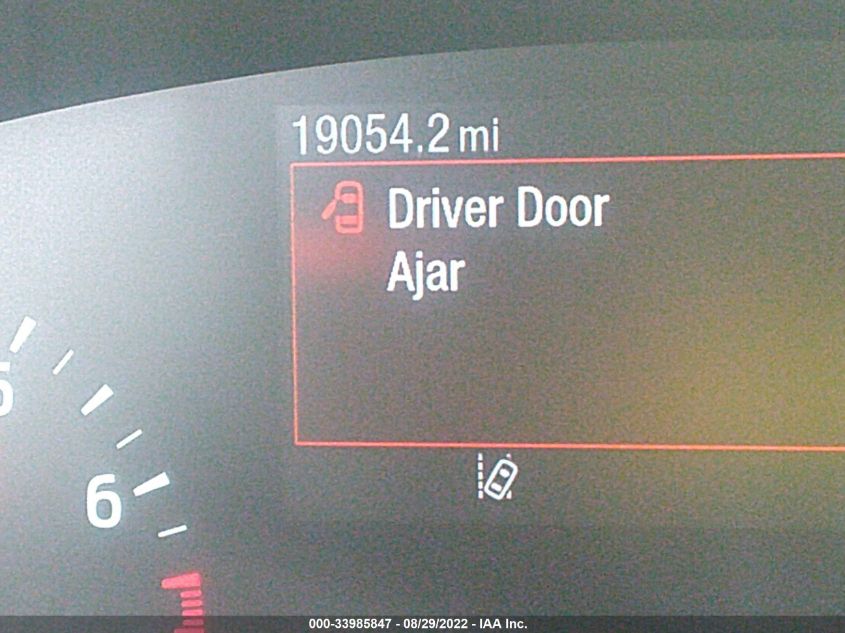 19054.2 mi
Driver Door
Ajar
6
000-33985847 - 08/29/2022 - IAA Inc.